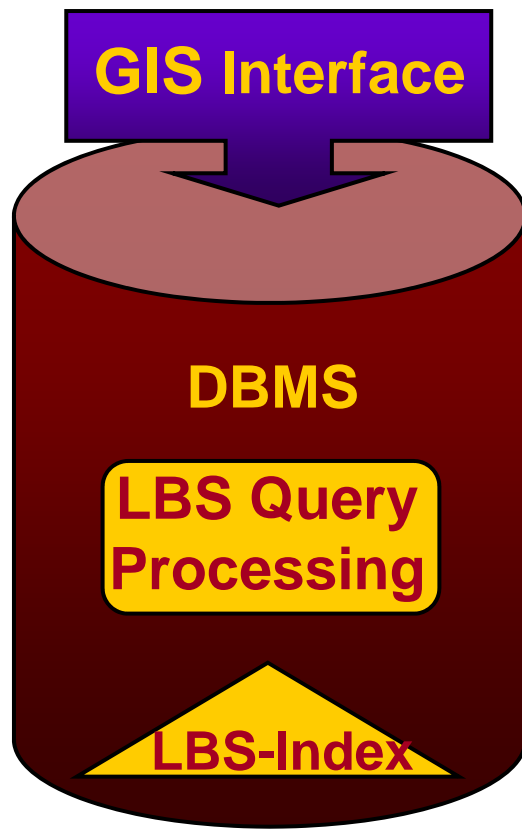 GIS Interface
DBMS
LBS Query
Processing
LBS-Index